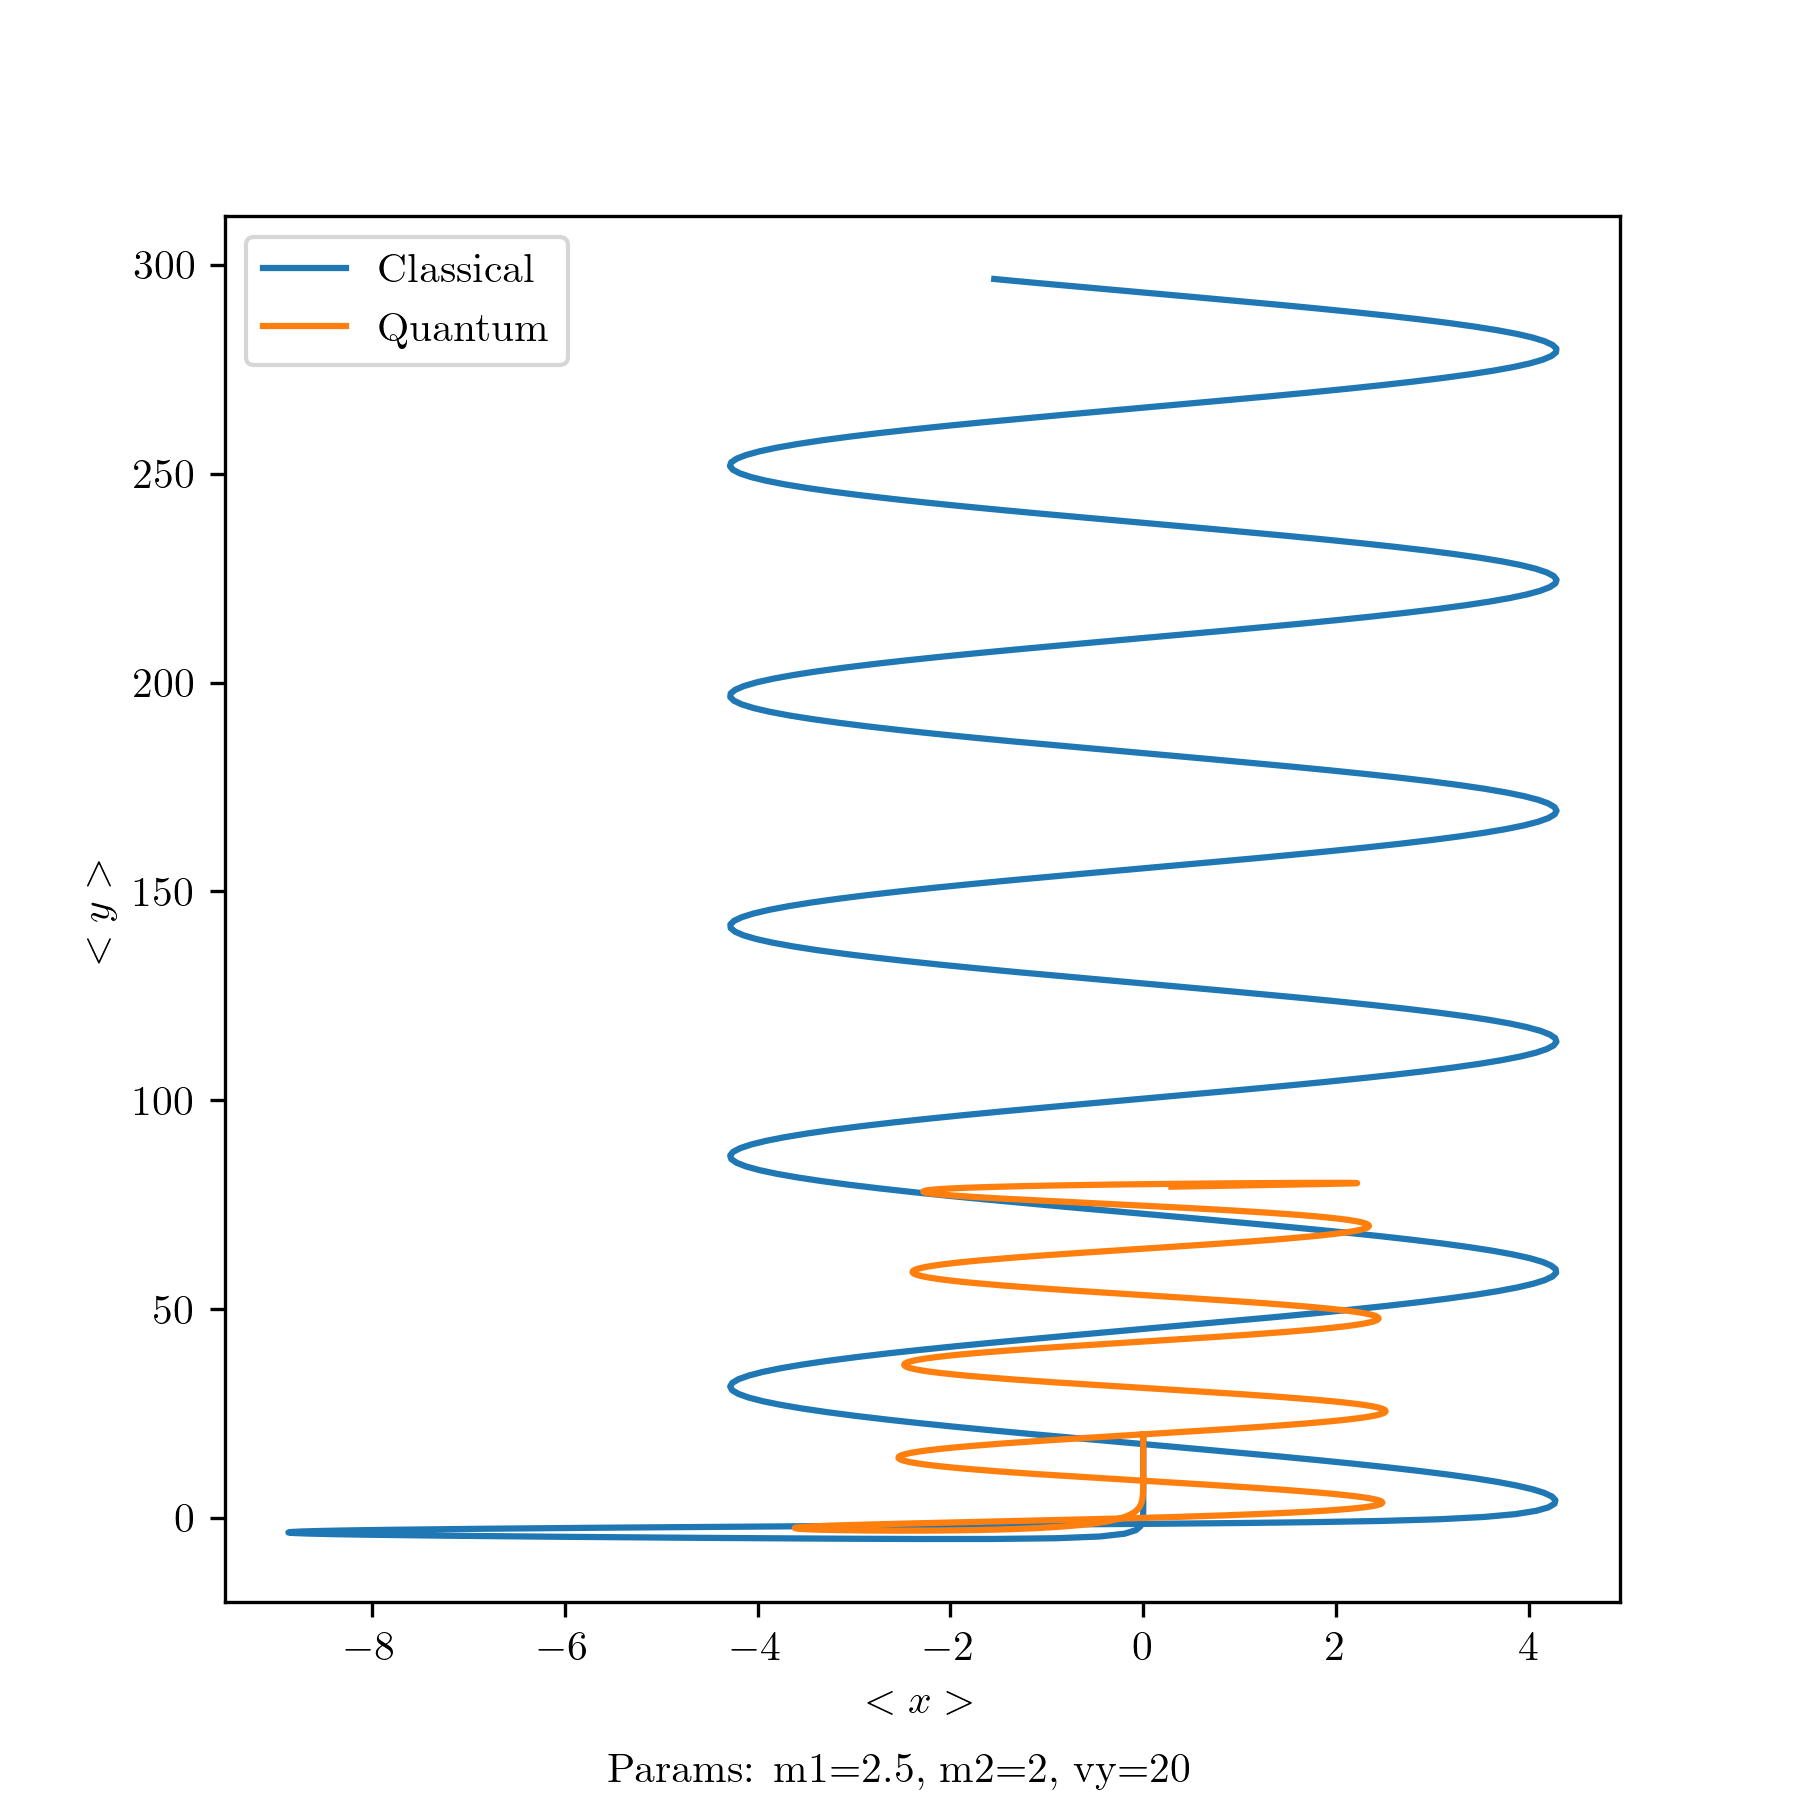 Classical
Quantum
300
250
200
150
100
50
0
< y >
−8 −6 −4 −2 0 2 4
< x >
Params: m1=2.5, m2=2, vy=20